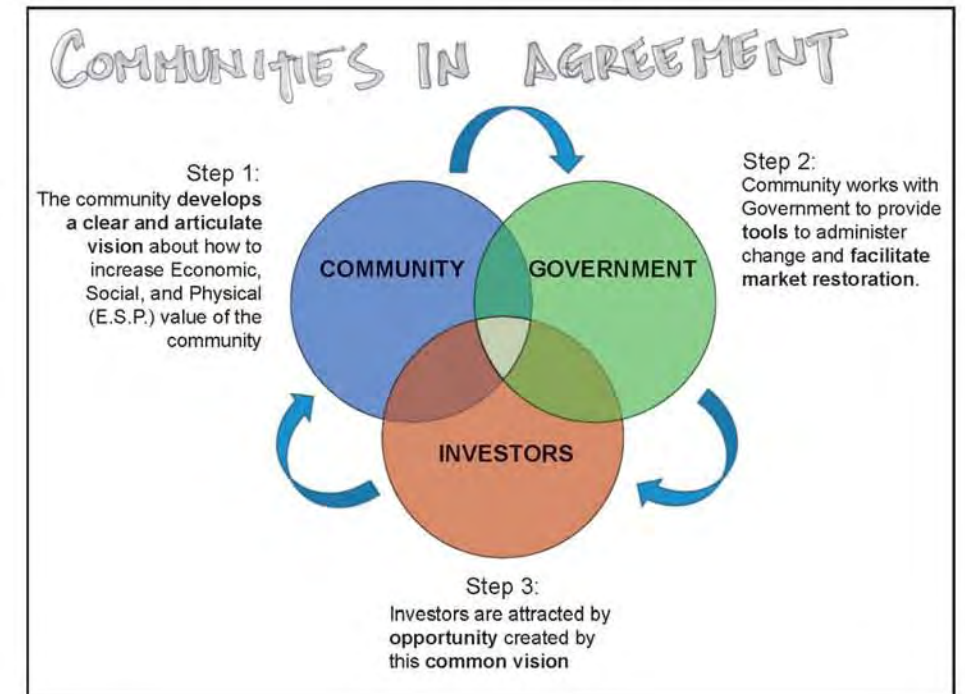 COMMUNITIES IN AGREEMENT
Step 1:
The community develops
a clear and articulate
vision about how to
increase Economic,
Social, and Physical
(E.S.P.) value of the
community
COMMUNITY
GOVERNMENT
INVESTORS
Step 2:
Community works with
Government to provide
tools to administer
change and facilitate
market restoration.
Step 3:
Investors are attracted by
opportunity created by
this common vision